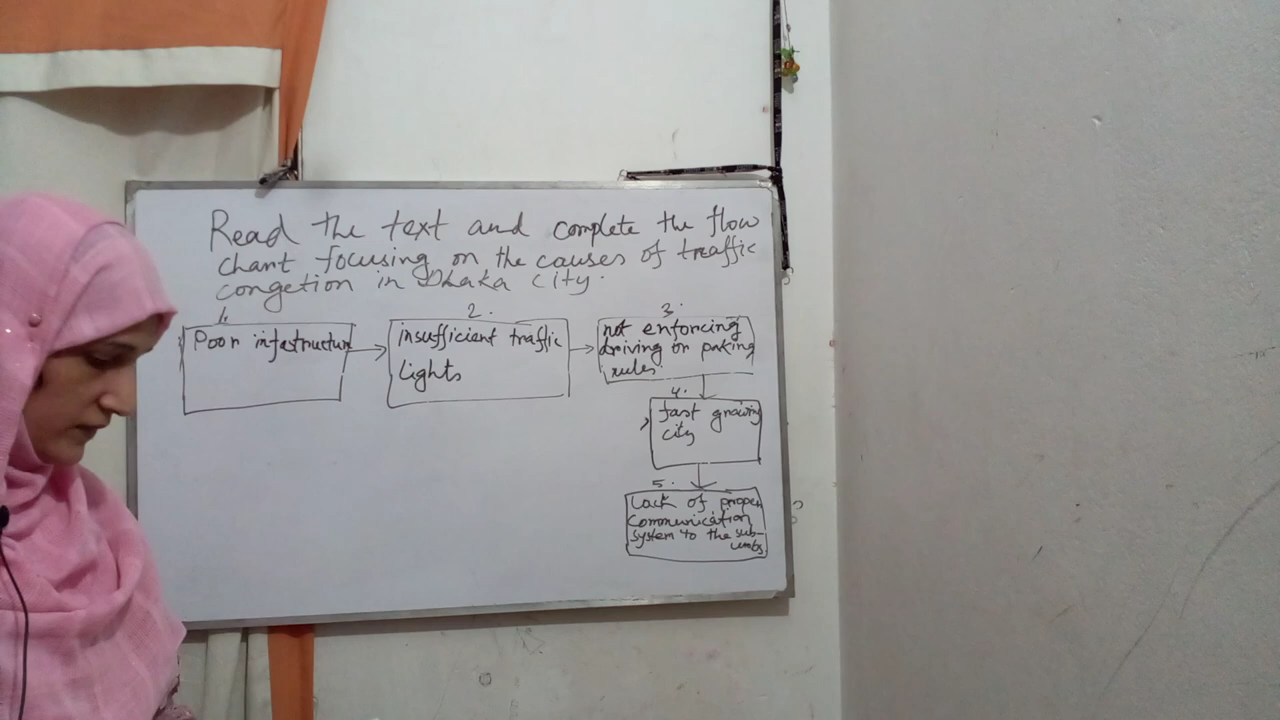 Read the text and complete the flow
chart focusing on the causes of traffic
congetion in Dhaka City.
1.
Poor infastructure
2.
insufficient traffic
lights
3.
not enforcing
driving or paking
rules.
4.
fast growing
city
5.
Lack of proper
communication
system to the sub-
urbs